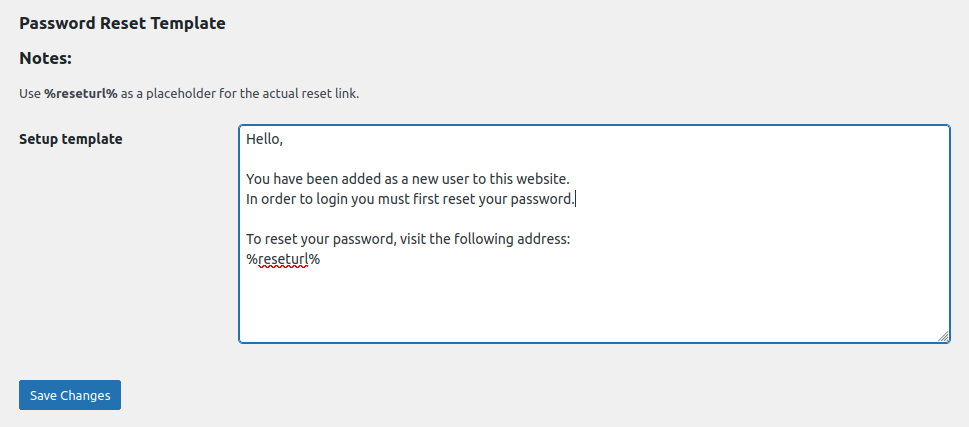 Password Reset Template
Notes:
Use %reseturl% as a placeholder for the actual reset link.
Setup template
Hello,
You have been added as a new user to this website.
In order to login you must first reset your password.
To reset your password, visit the following address:
%reseturl%
Save Changes